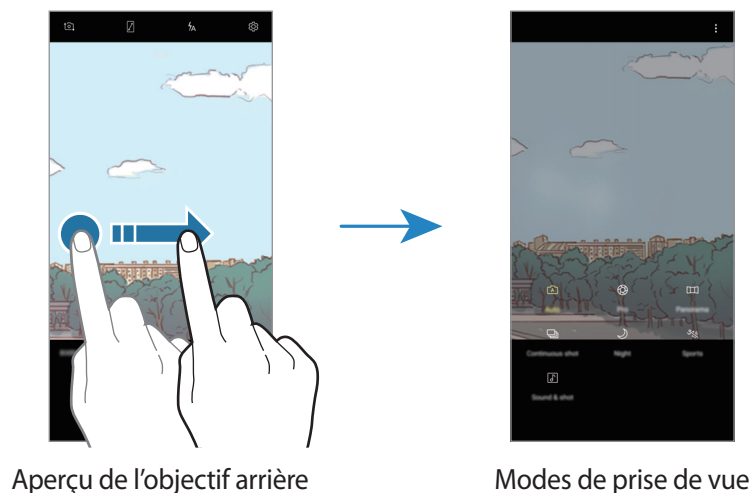 Auto
Pro
Panorama
Continuous shot
Night
Sports
Sound & shot
Aperçu de l’objectif arrière
Modes de prise de vue